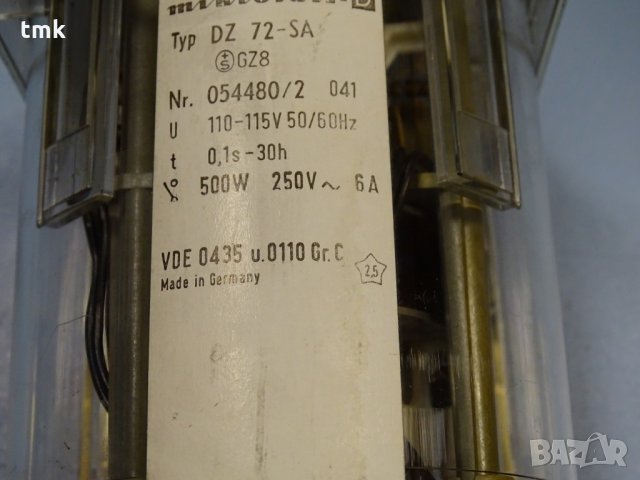 tmk
Typ DZ 72-SA
GZ8
Nr. 054480/2 041
U 110-115V 50/60Hz
t 0,1s-30h
500W 250V~ 6A
VDE 0435 u.0110 Gr.C
2,5
Made in Germany
BAZAR